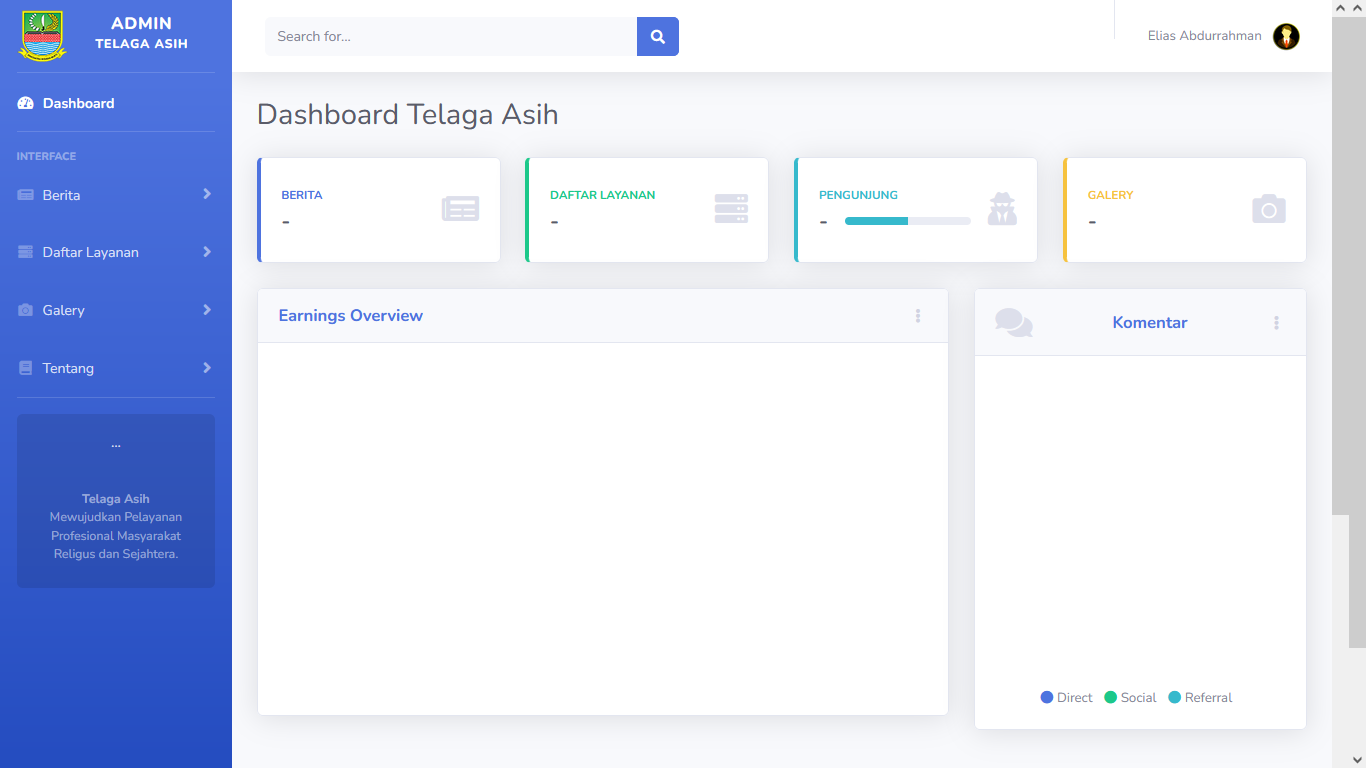 ADMIN
TELAGA ASIH
Dashboard
INTERFACE
Berita
Daftar Layanan
Galery
Tentang
...
Telaga Asih
Mewujudkan Pelayanan
Profesional Masyarakat
Religus dan Sejahtera.
Search for...
Elias Abdurrahman
Dashboard Telaga Asih
BERITA
-
DAFTAR LAYANAN
-
PENGUNJUNG
-
GALERY
-
Earnings Overview
Komentar
Direct Social Referral